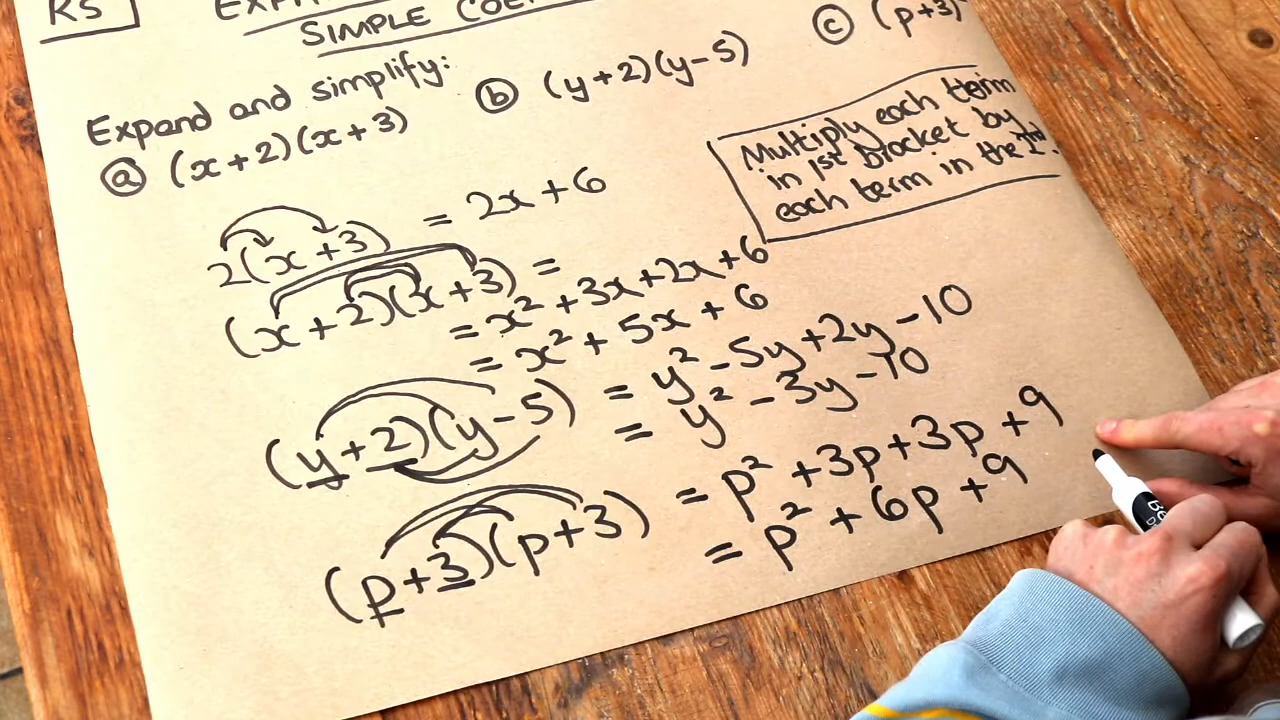 R5
SIMPLE
Expand and simplify:
ⓐ (x+2)(x+3)
ⓑ (y+2)(y-5)
ⓒ (p+3)
Multiply each term
in 1st bracket by
each term in the 2nd.
2(x+3) = 2x+6
(x+2)(x+3) =
= x²+3x+2x+6
= x²+5x+6
(y+2)(y-5) = y²-5y+2y-10
= y²-3y-10
(p+3)(p+3) = p²+3p+3p+9
= p²+6p+9